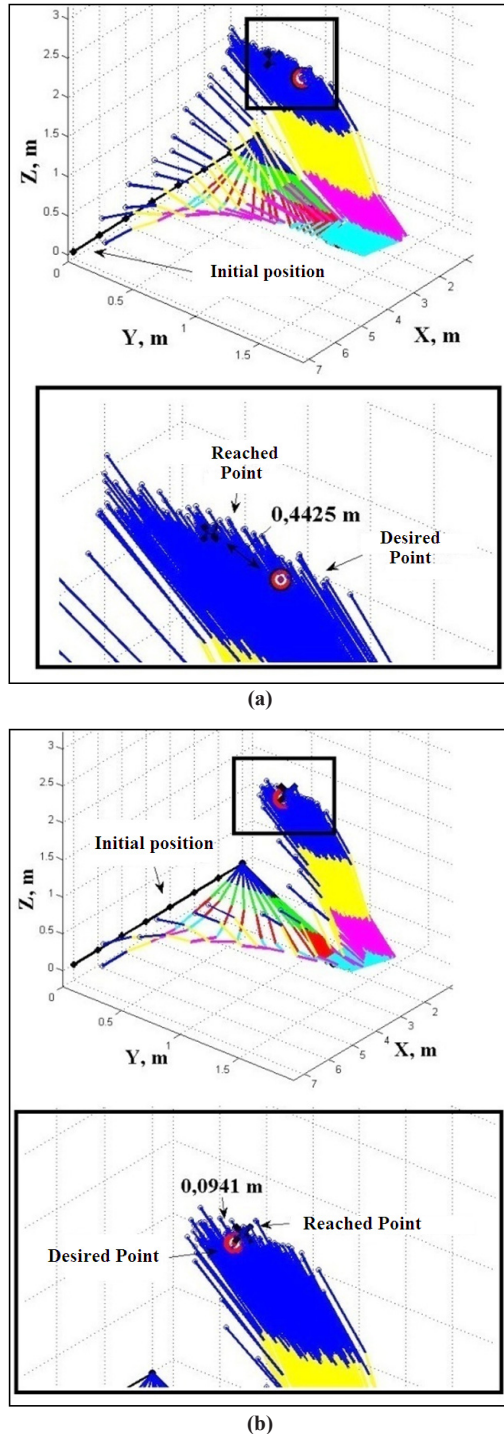 3
2.5
2
1.5
1
0.5
0
Z, m
Initial position
0
0.5
1
1.5
Y, m
2
3
4
5
6
7
X, m
Reached
Point
0,4425 m
Desired
Point
(a)
3
2.5
2
1.5
1
0.5
0
Z, m
Initial position
0
0.5
1
1.5
Y, m
2
3
4
5
6
7
X, m
0,0941 m
Reached Point
Desired Point
(b)